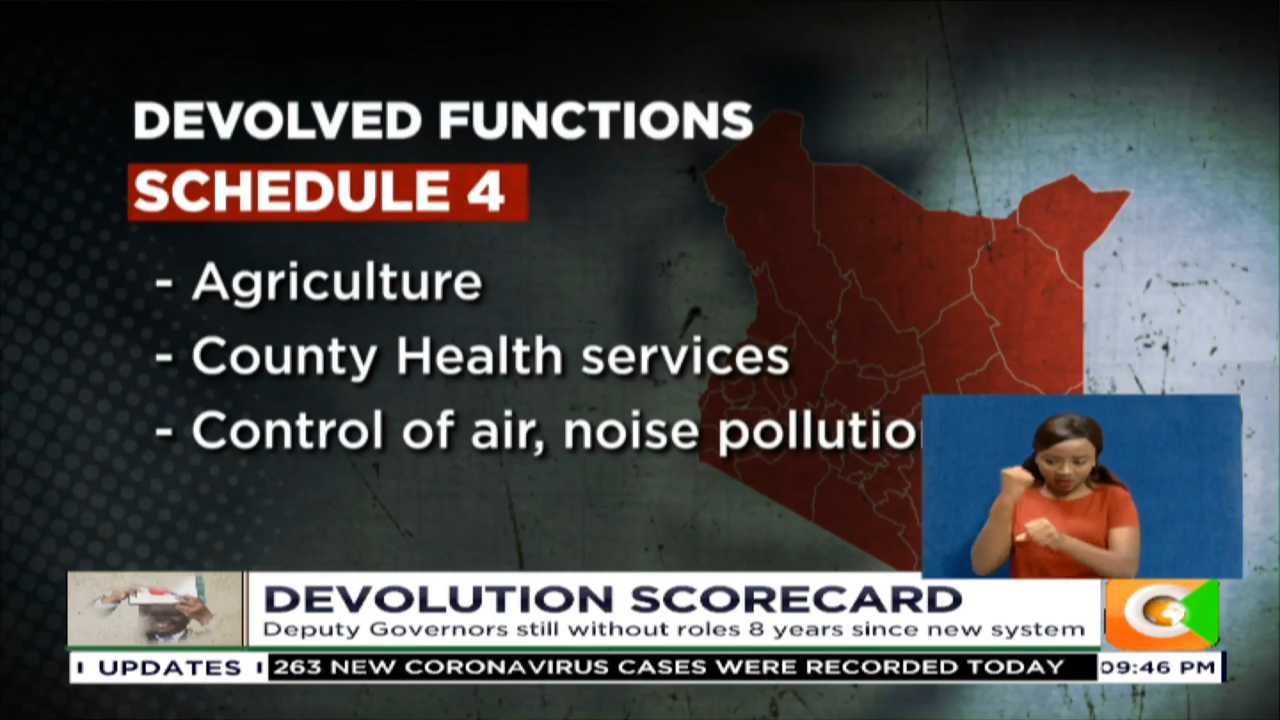 DEVOLVED FUNCTIONS
SCHEDULE 4
- Agriculture
- County Health services
- Control of air, noise pollution
DEVOLUTION SCORECARD
Deputy Governors still without roles 8 years since new system
UPDATES
263 NEW CORONAVIRUS CASES WERE RECORDED TODAY
09:46 PM